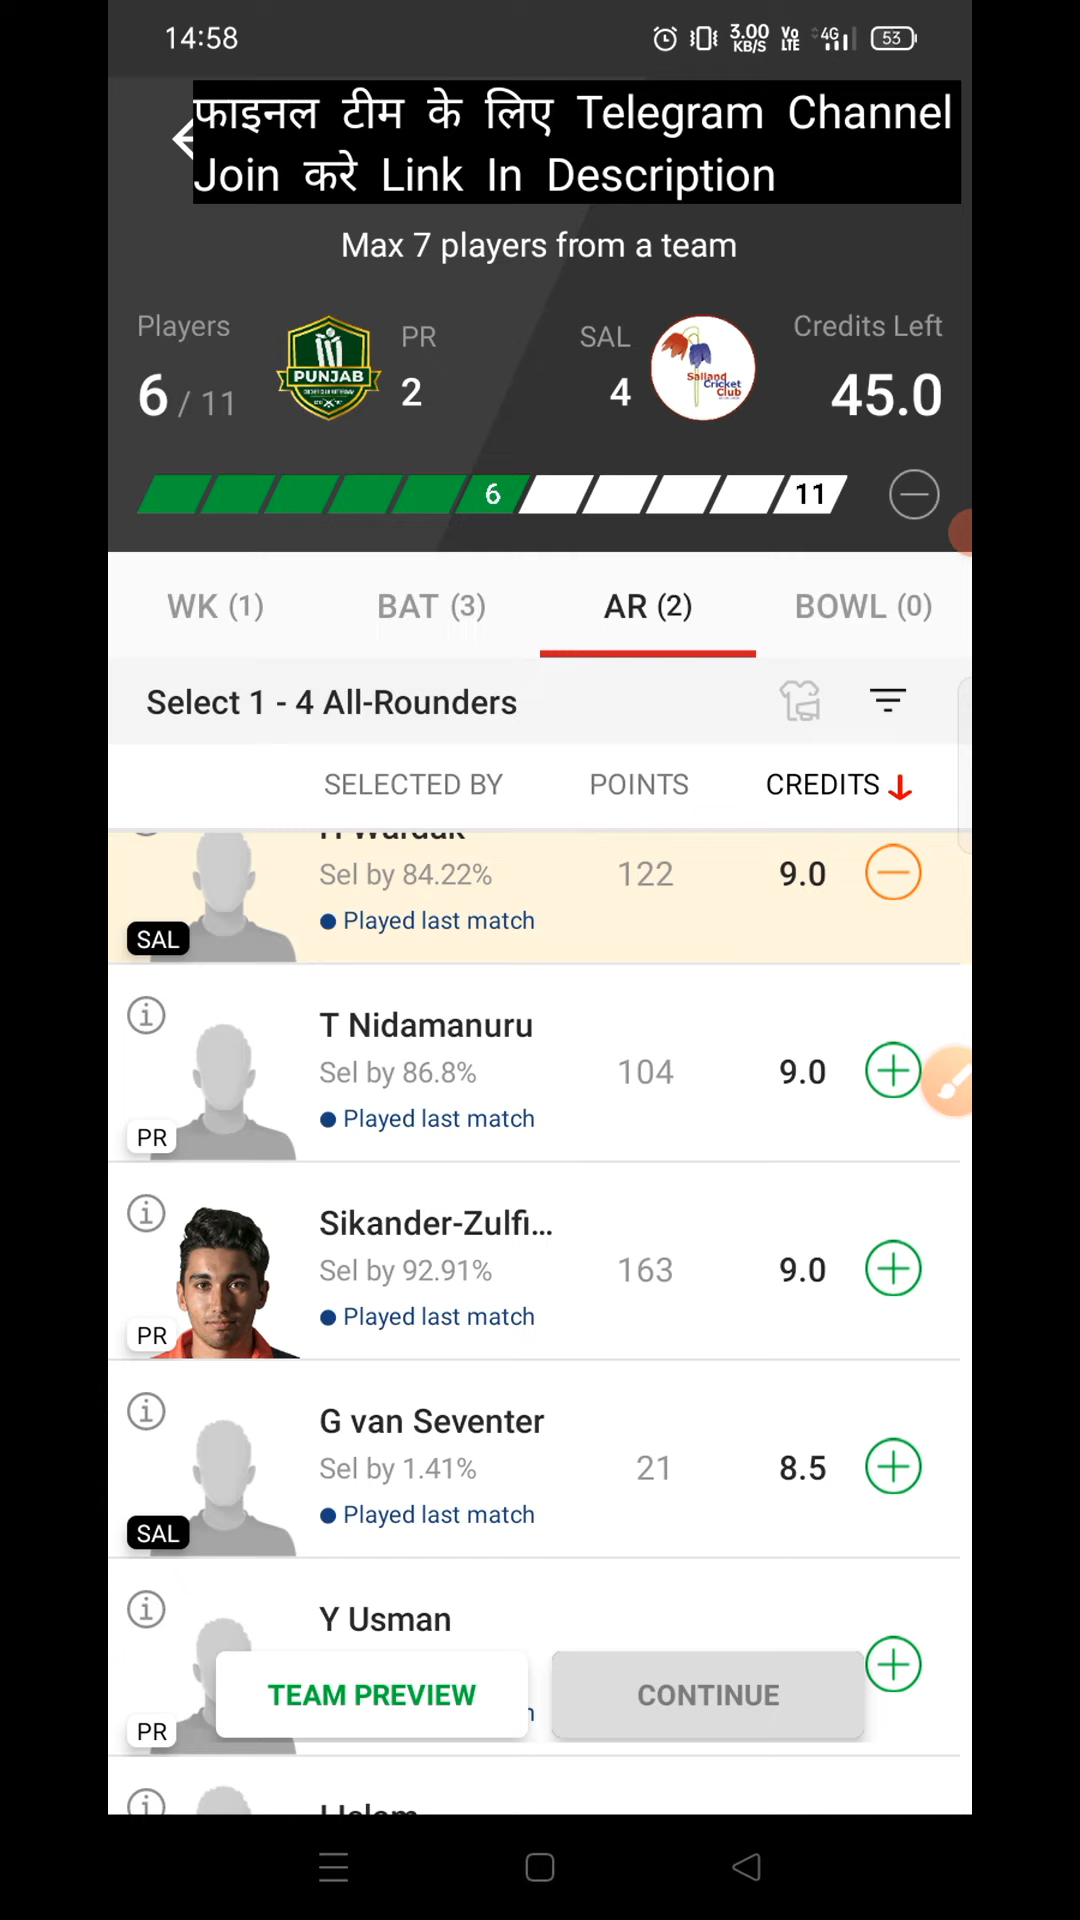 14:58
3.00 KB/S Vo LTE 4G 53
फाइनल टीम के लिए Telegram Channel
Join करे Link In Description
Max 7 players from a team
Players PR SAL Credits Left
PUNJAB
Salland
Cricket
Club
6 / 11 2 4 45.0
6 11
WK (1) BAT (3) AR (2) BOWL (0)
Select 1 - 4 All-Rounders
SELECTED BY POINTS CREDITS
Sel by 84.22% 122 9.0
Played last match
SAL
T Nidamanuru
Sel by 86.8% 104 9.0
Played last match
PR
Sikander-Zulfi...
Sel by 92.91% 163 9.0
Played last match
PR
G van Seventer
Sel by 1.41% 21 8.5
Played last match
SAL
Y Usman
TEAM PREVIEW CONTINUE
PR